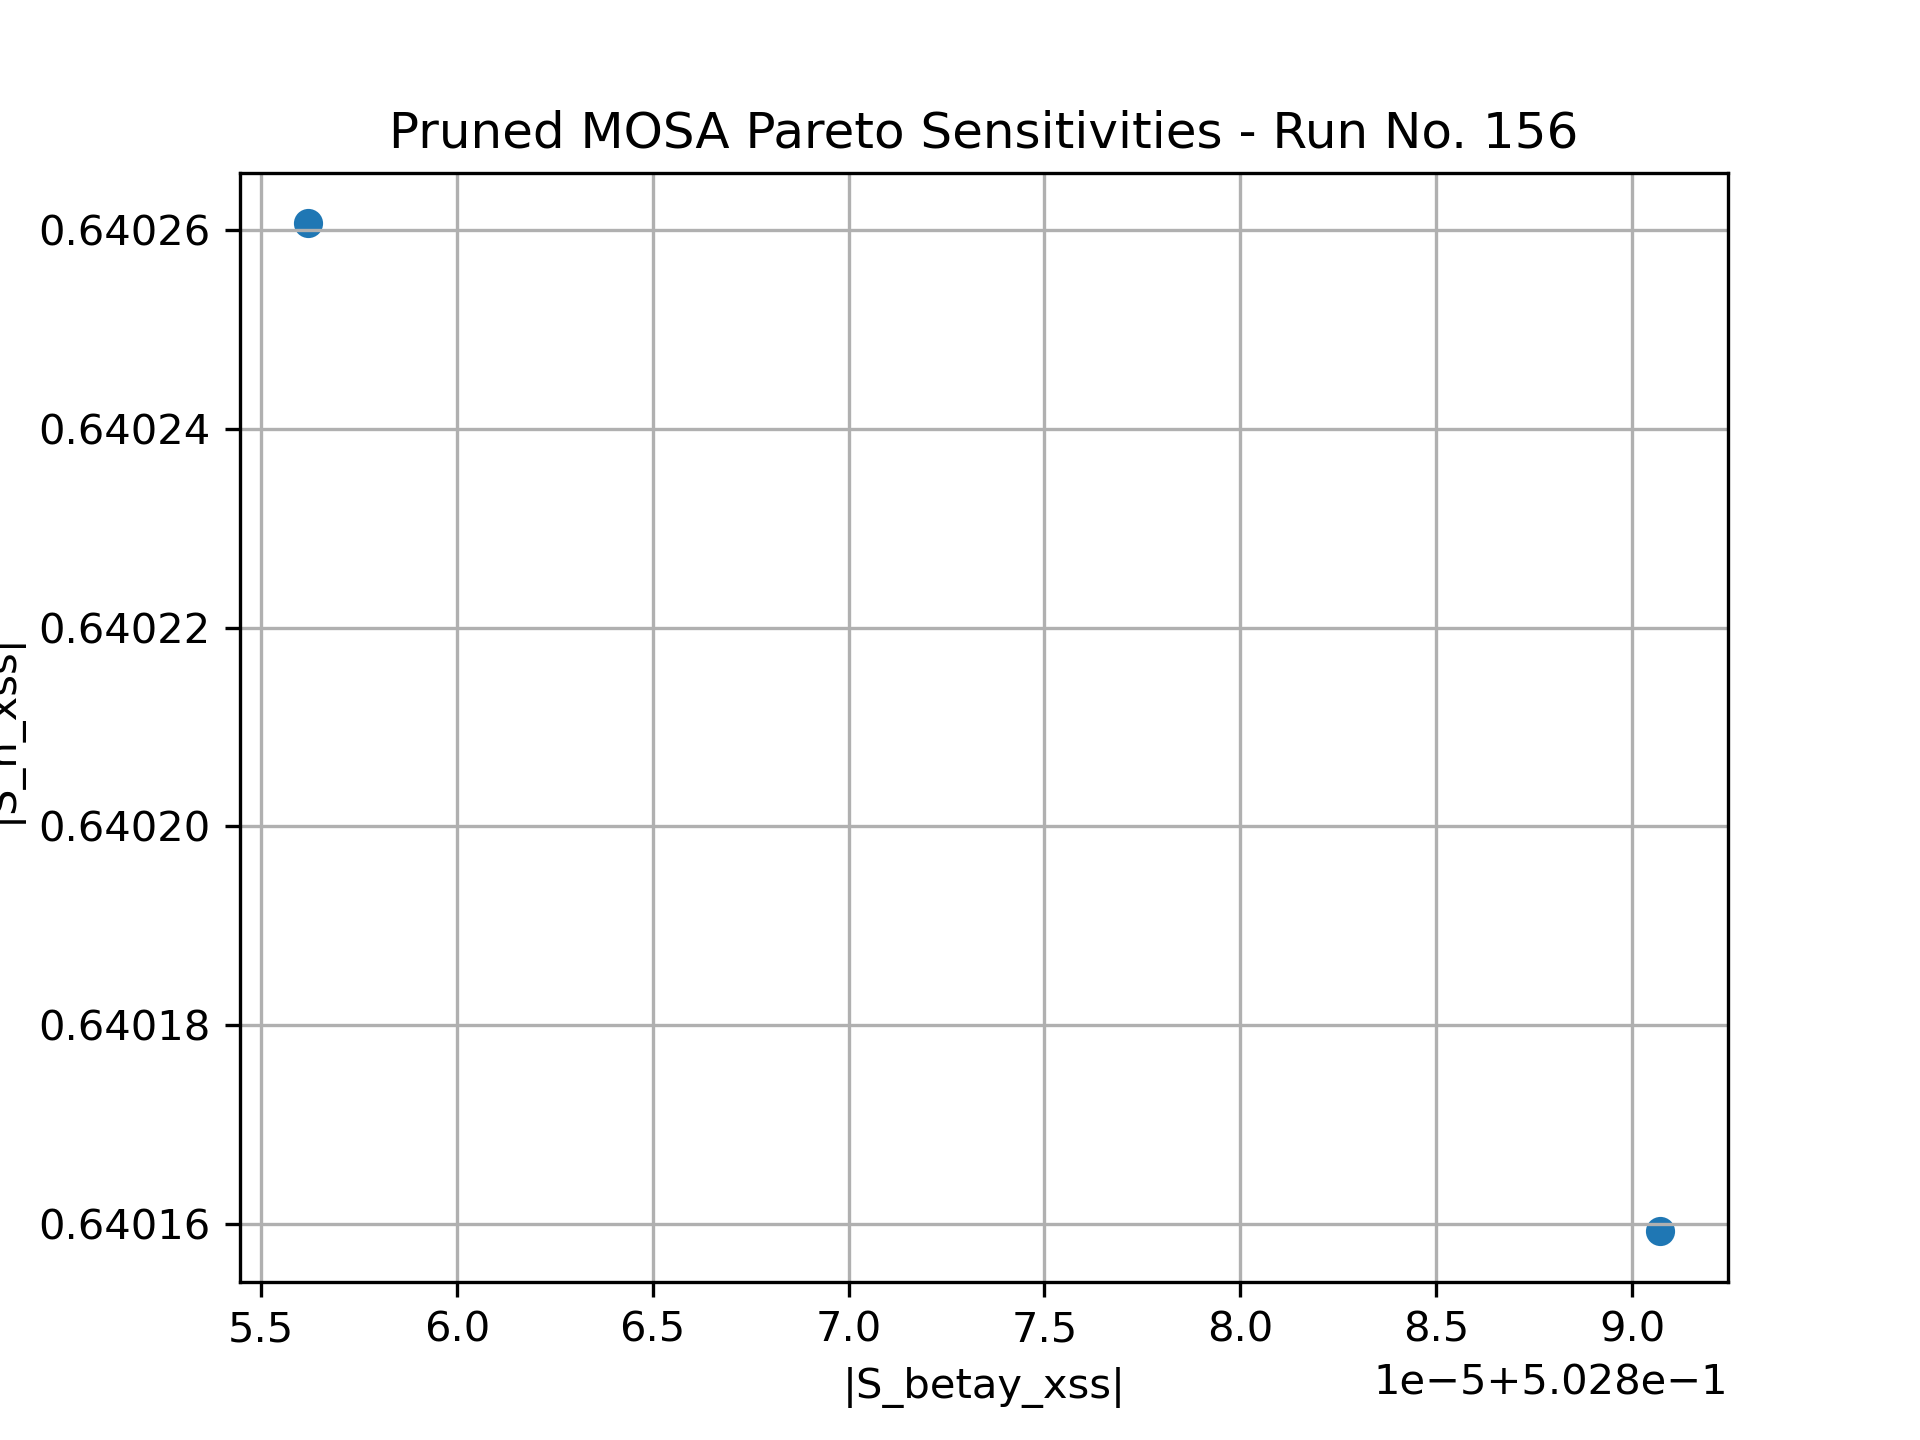 Pruned MOSA Pareto Sensitivities - Run No. 156
0.64026
0.64024
0.64022
0.64020
0.64018
0.64016
|S_n_xss|
5.5 6.0 6.5 7.0 7.5 8.0 8.5 9.0
1e−5+5.028e−1
|S_betay_xss|